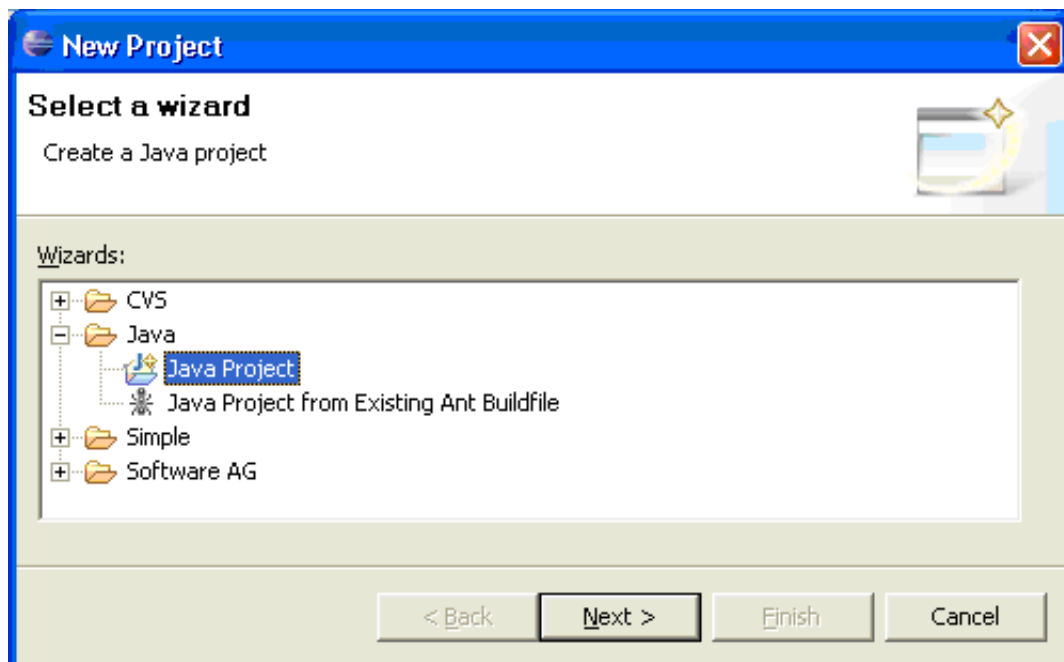 New Project
Select a wizard
Create a Java project
Wizards:
CVS
Java
Java Project
Java Project from Existing Ant Buildfile
Simple
Software AG
< Back Next > Finish Cancel